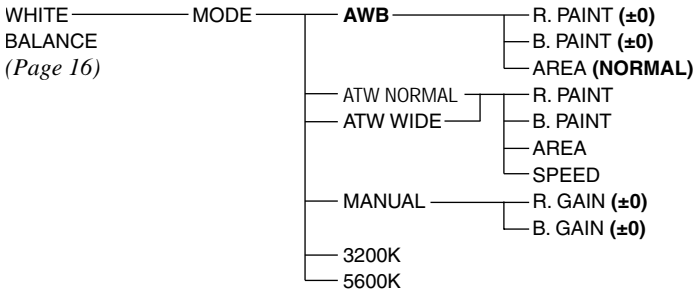 WHITE MODE AWB R. PAINT (±0)
BALANCE B. PAINT (±0)
(Page 16) AREA (NORMAL)
ATW NORMAL R. PAINT
ATW WIDE B. PAINT
AREA
SPEED
MANUAL R. GAIN (±0)
B. GAIN (±0)
3200K
5600K